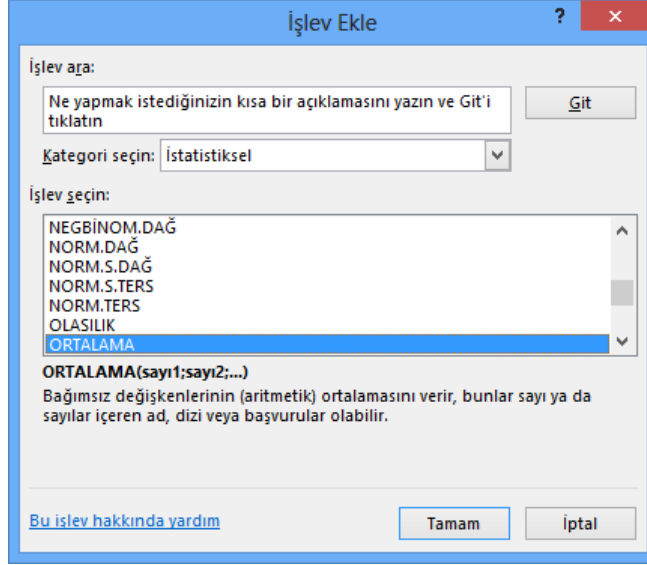 İşlev Ekle
?
×
İşlev ara:
Ne yapmak istediğinizin kısa bir açıklamasını yazın ve Git'i
tıklatın
Git
Kategori seçin: İstatistiksel
İşlev seçin:
NEGBİNOM.DAĞ
NORM.DAĞ
NORM.S.DAĞ
NORM.S.TERS
NORM.TERS
OLASILIK
ORTALAMA
ORTALAMA(sayı1;sayı2;...)
Bağımsız değişkenlerinin (aritmetik) ortalamasını verir, bunlar sayı ya da
sayılar içeren ad, dizi veya başvurular olabilir.
Bu işlev hakkında yardım
Tamam
İptal